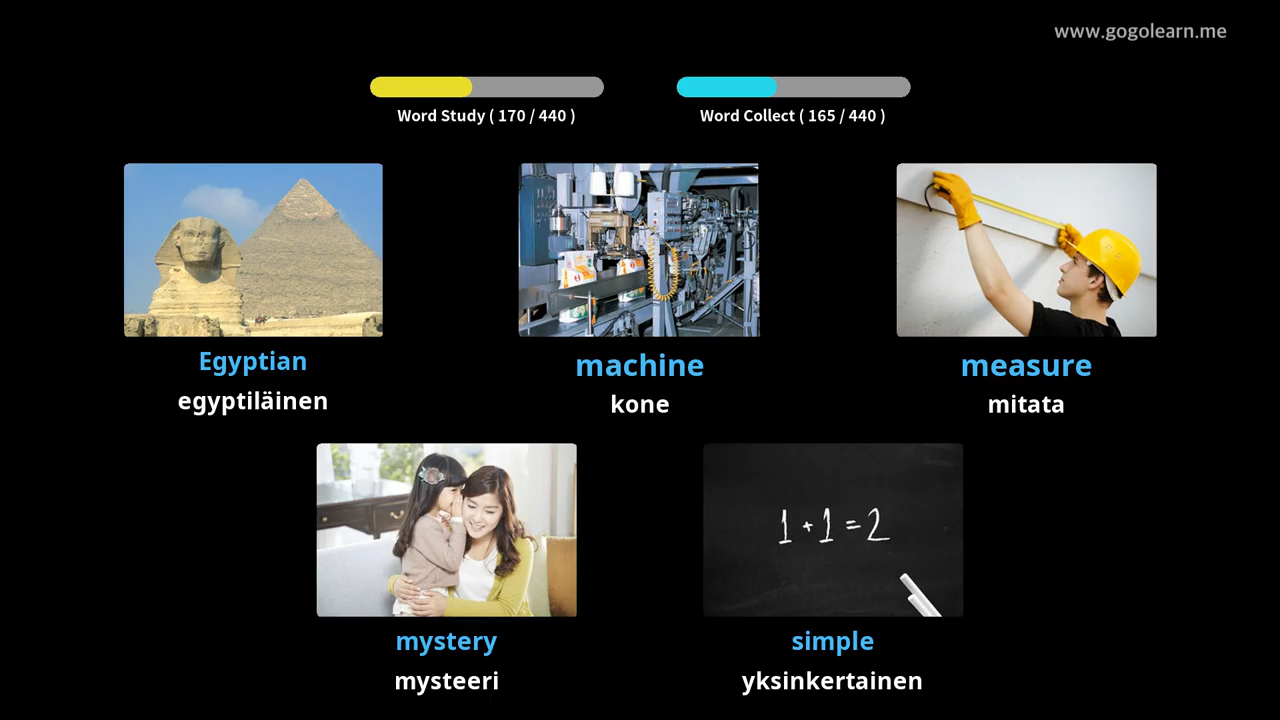 www.gogolearn.me
Word Study ( 170 / 440 )
Word Collect ( 165 / 440 )
Egyptian
egyptiläinen
machine
kone
measure
mitata
1 + 1 = 2
mystery
mysteeri
simple
yksinkertainen